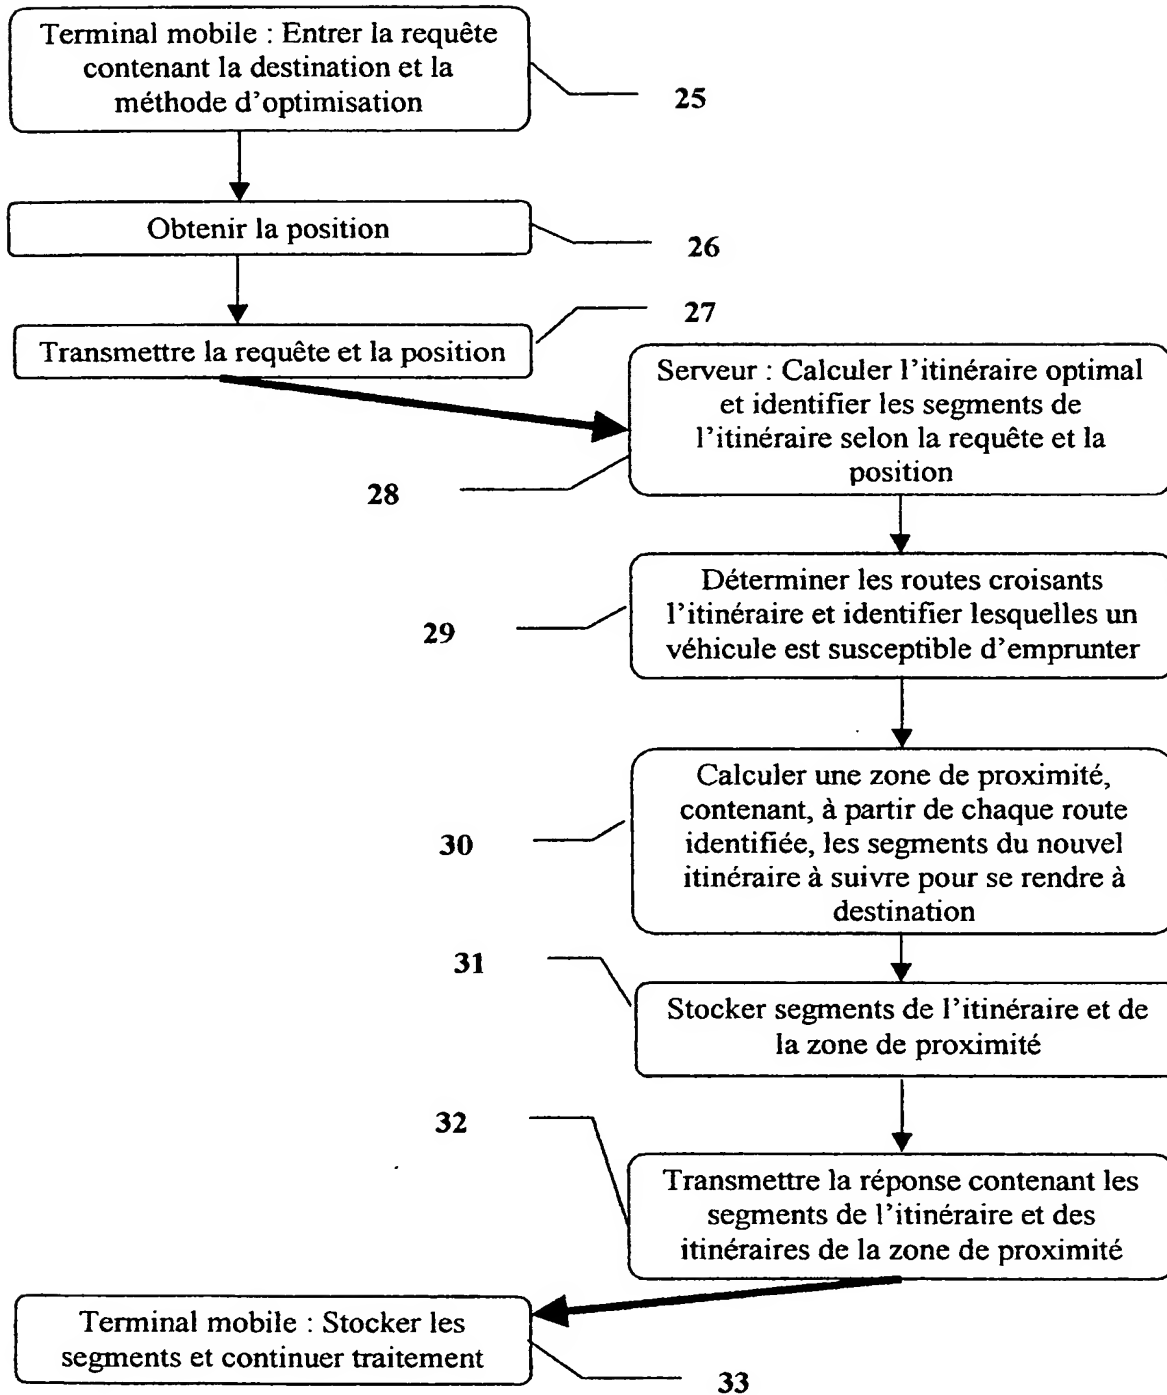 Terminal mobile : Entrer la requête
contenant la destination et la
méthode d'optimisation
25
Obtenir la position
26
27
Transmettre la requête et la position
Serveur : Calculer l'itinéraire optimal
et identifier les segments de
l'itinéraire selon la requête et la
position
28
Déterminer les routes croisants
l'itinéraire et identifier lesquelles un
véhicule est susceptible d'emprunter
29
Calculer une zone de proximité,
contenant, à partir de chaque route
identifiée, les segments du nouvel
itinéraire à suivre pour se rendre à
destination
30
31
Stocker segments de l'itinéraire et de
la zone de proximité
32
Transmettre la réponse contenant les
segments de l'itinéraire et des
itinéraires de la zone de proximité
Terminal mobile : Stocker les
segments et continuer traitement
33